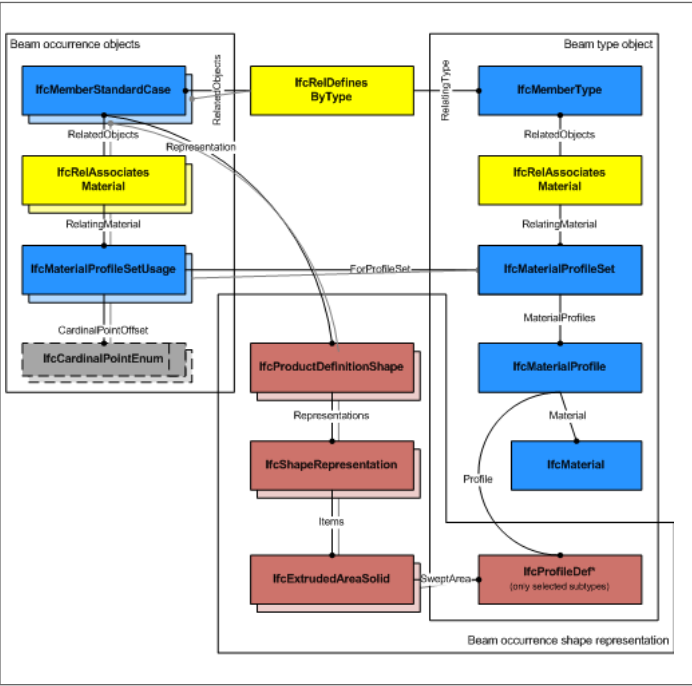 Beam occurrence objects
Beam type object
IfcMemberStandardCase
RelatedObjects
IfcRelDefines
ByType
RelatingType
IfcMemberType
RelatedObjects
Representation
RelatedObjects
IfcRelAssociates
Material
IfcRelAssociates
Material
RelatingMaterial
RelatingMaterial
IfcMaterialProfileSetUsage
ForProfileSet
IfcMaterialProfileSet
CardinalPointOffset
MaterialProfiles
IfcCardinalPointEnum
IfcProductDefinitionShape
IfcMaterialProfile
Representations
Material
IfcShapeRepresentation
IfcMaterial
Profile
Items
IfcExtrudedAreaSolid
SweptArea
IfcProfileDef*
(only selected subtypes)
Beam occurrence shape representation